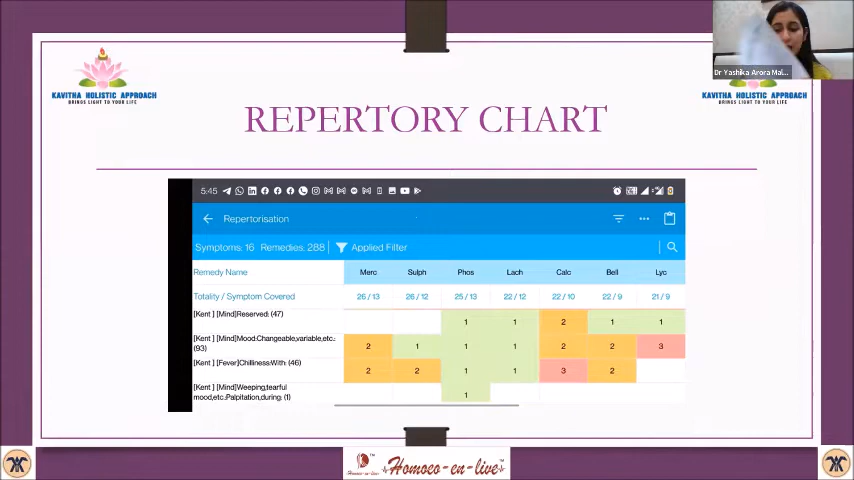 Dr Yashika Arora Mal...
KAVITHA HOLISTIC APPROACH
BRINGS LIGHT TO YOUR LIFE
KAVITHA HOLISTIC APPROACH
BRINGS LIGHT TO YOUR LIFE
REPERTORY CHART
5:45
Repertorisation
Symptoms: 16 Remedies: 288 Applied Filter
Remedy Name Merc Sulph Phos Lach Calc Bell Lyc
Totality / Symptom Covered 26 / 13 26 / 12 25 / 13 22 / 12 22 / 10 22 / 9 21 / 9
[Kent ] [Mind]Reserved: (47) 1 1 2 1 1
[Kent ] [Mind]Mood:Changeable,variable,etc.: (93) 2 1 1 1 2 2 3
[Kent ] [Fever]Chilliness:With: (46) 2 2 1 1 3 2
[Kent ] [Mind]Weeping,tearful
mood,etc.:Palpitation,during: (1) 1
Homoeo-en-live